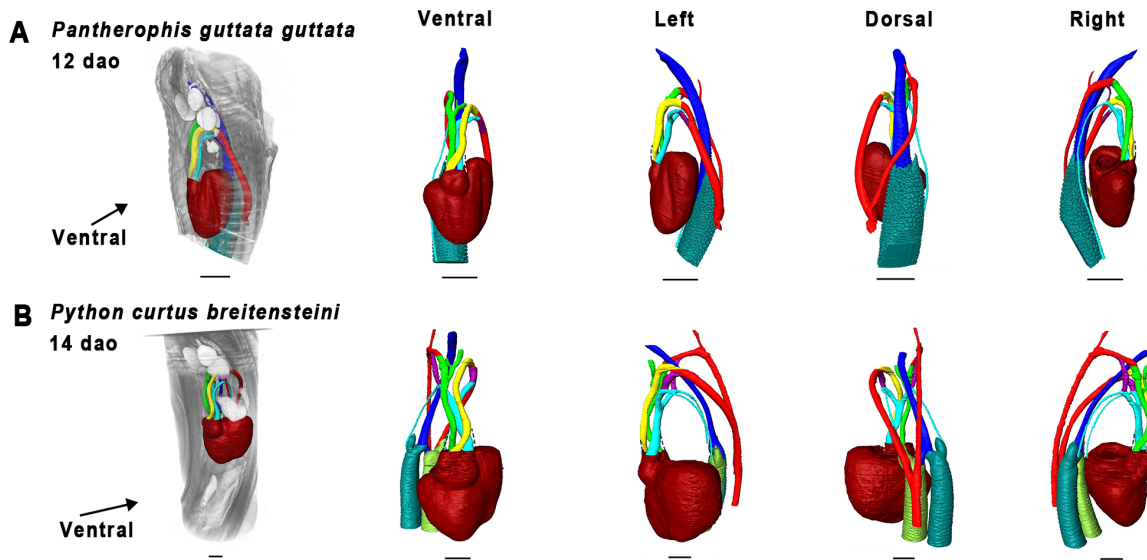 A Pantherophis guttata guttata
12 dao
Ventral
Left
Dorsal
Right
Ventral
B Python curtus breitensteini
14 dao
Ventral